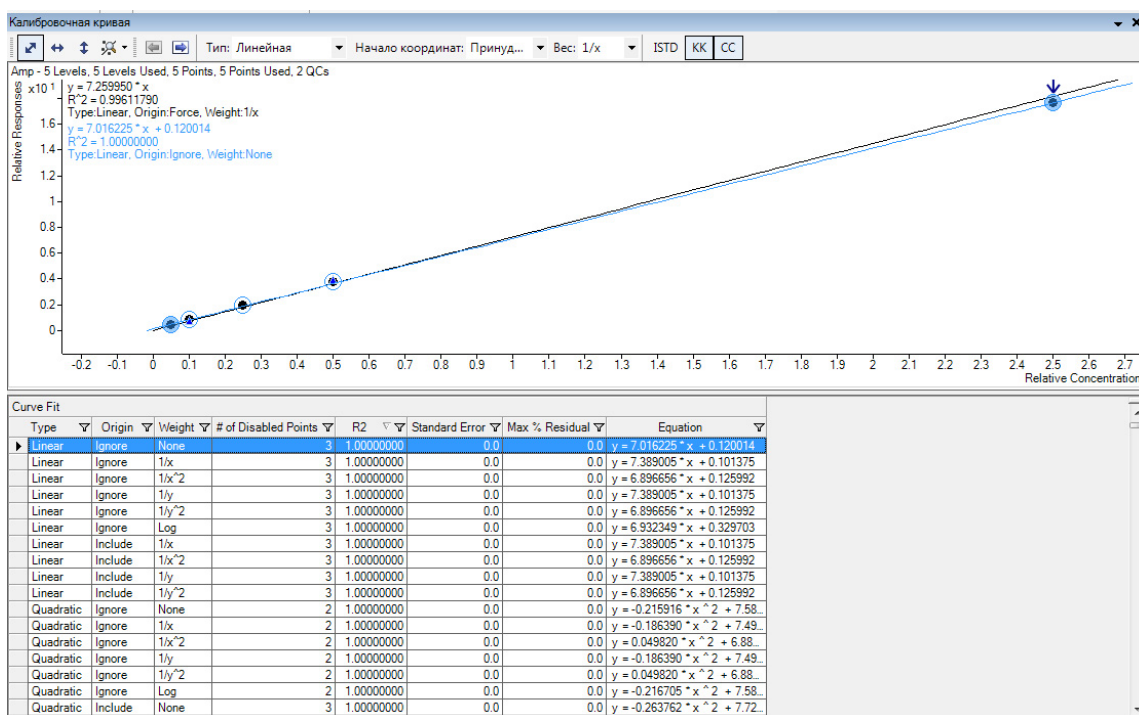 Калибровочная кривая
Тип: Линейная Начало координат: Принуд... Вес: 1/x ISTD KK CC
Amp - 5 Levels, 5 Levels Used, 5 Points, 5 Points Used, 2 QCs
Relative Responses
x10 1
y = 7.259950 * x
R^2 = 0.99611790
Type:Linear, Origin:Force, Weight:1/x
y = 7.016225 * x + 0.120014
R^2 = 1.00000000
Type:Linear, Origin:Ignore, Weight:None
1.6
1.4
1.2
1
0.8
0.6
0.4
0.2
0
-0.2 -0.1 0 0.1 0.2 0.3 0.4 0.5 0.6 0.7 0.8 0.9 1 1.1 1.2 1.3 1.4 1.5 1.6 1.7 1.8 1.9 2 2.1 2.2 2.3 2.4 2.5 2.6 2.7
Relative Concentration
Curve Fit
Type Origin Weight # of Disabled Points R2 Standard Error Max % Residual Equation
Linear Ignore None 3 1.00000000 0.0 0.0 y = 7.016225 * x + 0.120014
Linear Ignore 1/x 3 1.00000000 0.0 0.0 y = 7.389005 * x + 0.101375
Linear Ignore 1/x^2 3 1.00000000 0.0 0.0 y = 6.896656 * x + 0.125992
Linear Ignore 1/y 3 1.00000000 0.0 0.0 y = 7.389005 * x + 0.101375
Linear Ignore 1/y^2 3 1.00000000 0.0 0.0 y = 6.896656 * x + 0.125992
Linear Ignore Log 3 1.00000000 0.0 0.0 y = 6.932349 * x + 0.329703
Linear Include 1/x 3 1.00000000 0.0 0.0 y = 7.389005 * x + 0.101375
Linear Include 1/x^2 3 1.00000000 0.0 0.0 y = 6.896656 * x + 0.125992
Linear Include 1/y 3 1.00000000 0.0 0.0 y = 7.389005 * x + 0.101375
Linear Include 1/y^2 3 1.00000000 0.0 0.0 y = 6.896656 * x + 0.125992
Quadratic Ignore None 2 1.00000000 0.0 0.0 y = -0.215916 * x ^ 2 + 7.58...
Quadratic Ignore 1/x 2 1.00000000 0.0 0.0 y = -0.186390 * x ^ 2 + 7.49...
Quadratic Ignore 1/x^2 2 1.00000000 0.0 0.0 y = 0.049820 * x ^ 2 + 6.88...
Quadratic Ignore 1/y 2 1.00000000 0.0 0.0 y = -0.186390 * x ^ 2 + 7.49...
Quadratic Ignore 1/y^2 2 1.00000000 0.0 0.0 y = 0.049820 * x ^ 2 + 6.88...
Quadratic Ignore Log 2 1.00000000 0.0 0.0 y = -0.216705 * x ^ 2 + 7.58...
Quadratic Include None 3 1.00000000 0.0 0.0 y = -0.263762 * x ^ 2 + 7.72...